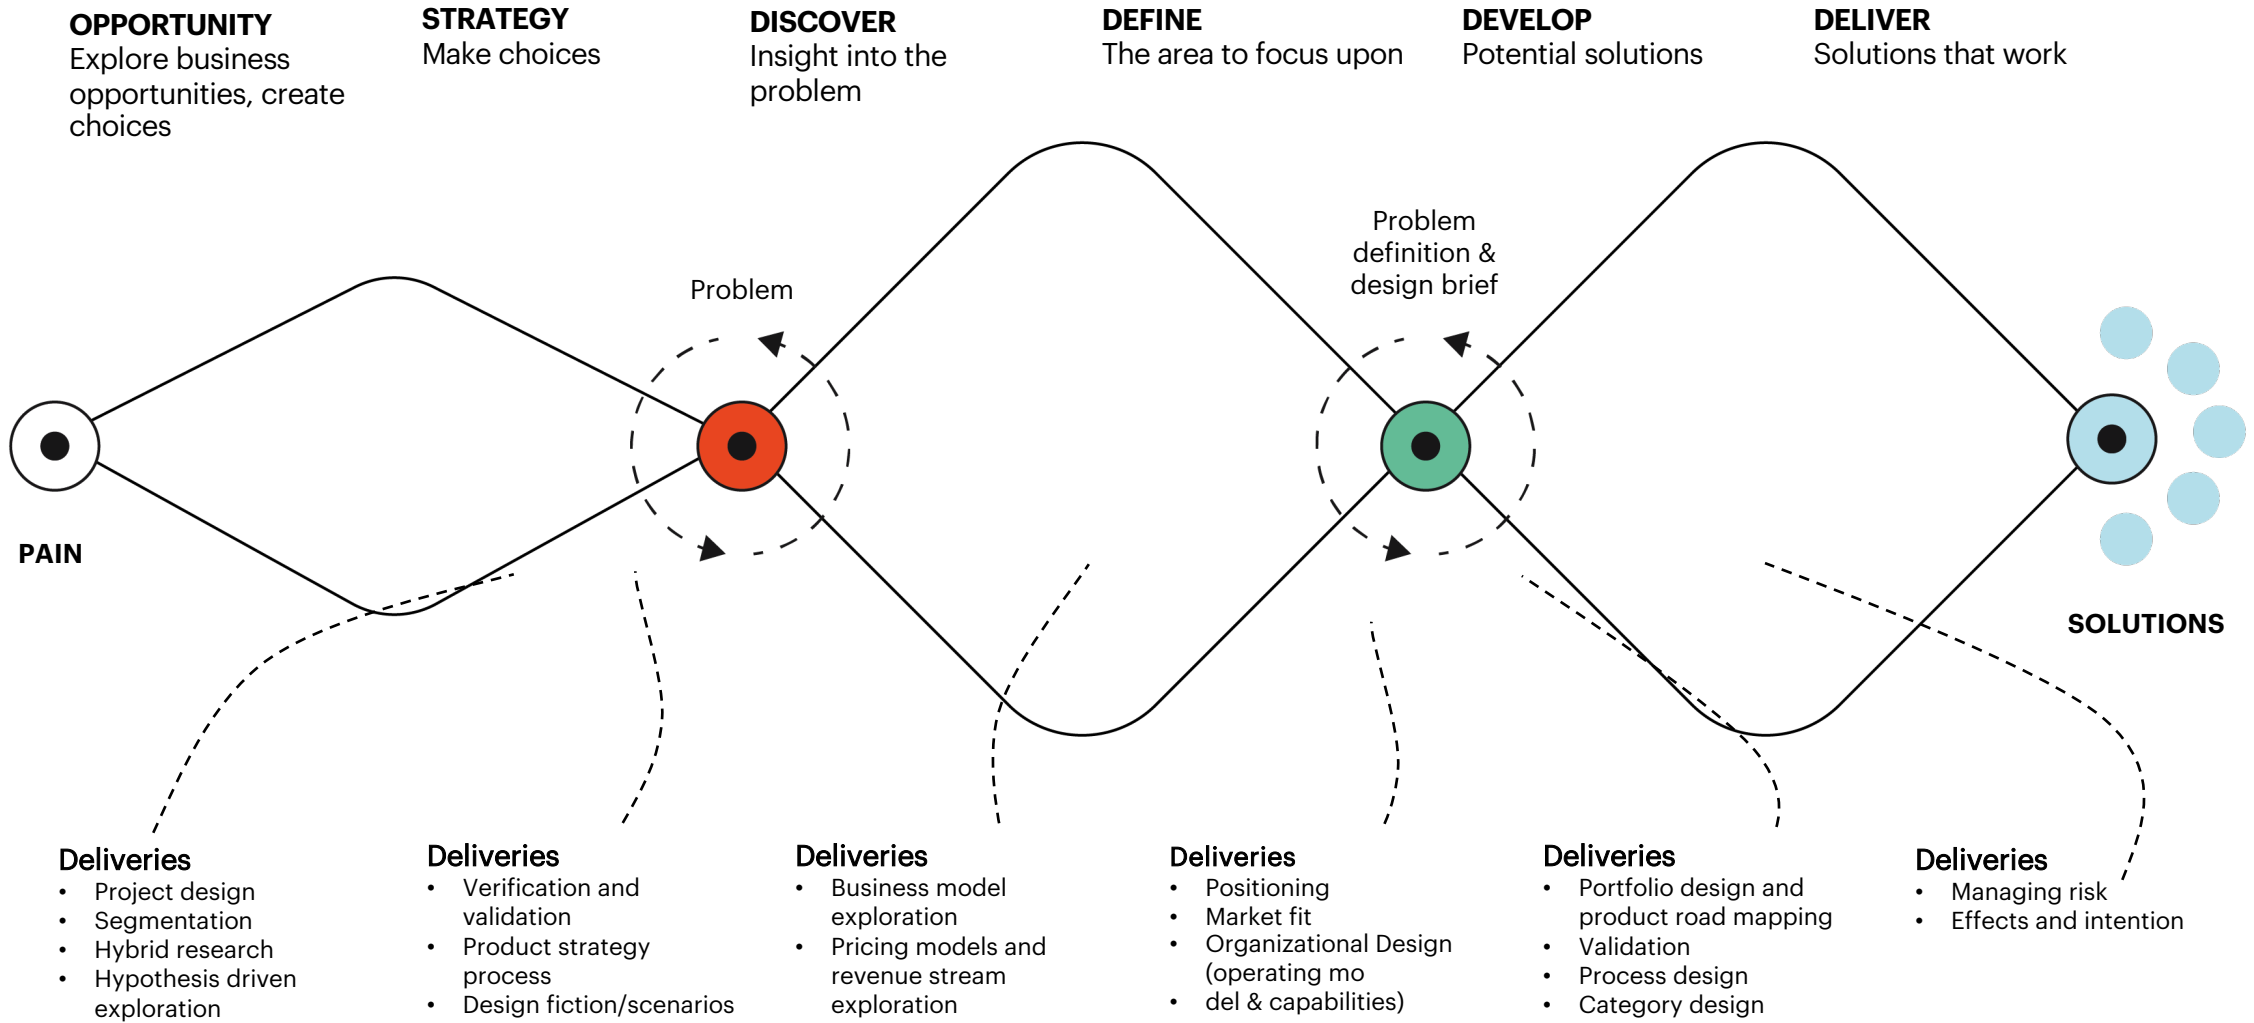 OPPORTUNITY
Explore business
opportunities, create
choices
STRATEGY
Make choices
DISCOVER
Insight into the
problem
DEFINE
The area to focus upon
DEVELOP
Potential solutions
DELIVER
Solutions that work
Problem
Problem
definition &
design brief
PAIN
SOLUTIONS
Deliveries
• Project design
• Segmentation
• Hybrid research
• Hypothesis driven
exploration
Deliveries
• Verification and
validation
• Product strategy
process
• Design fiction/scenarios
Deliveries
• Business model
exploration
• Pricing models and
revenue stream
exploration
Deliveries
• Positioning
• Market fit
• Organizational Design
(operating mo
• del & capabilities)
Deliveries
• Portfolio design and
product road mapping
• Validation
• Process design
• Category design
Deliveries
• Managing risk
• Effects and intention